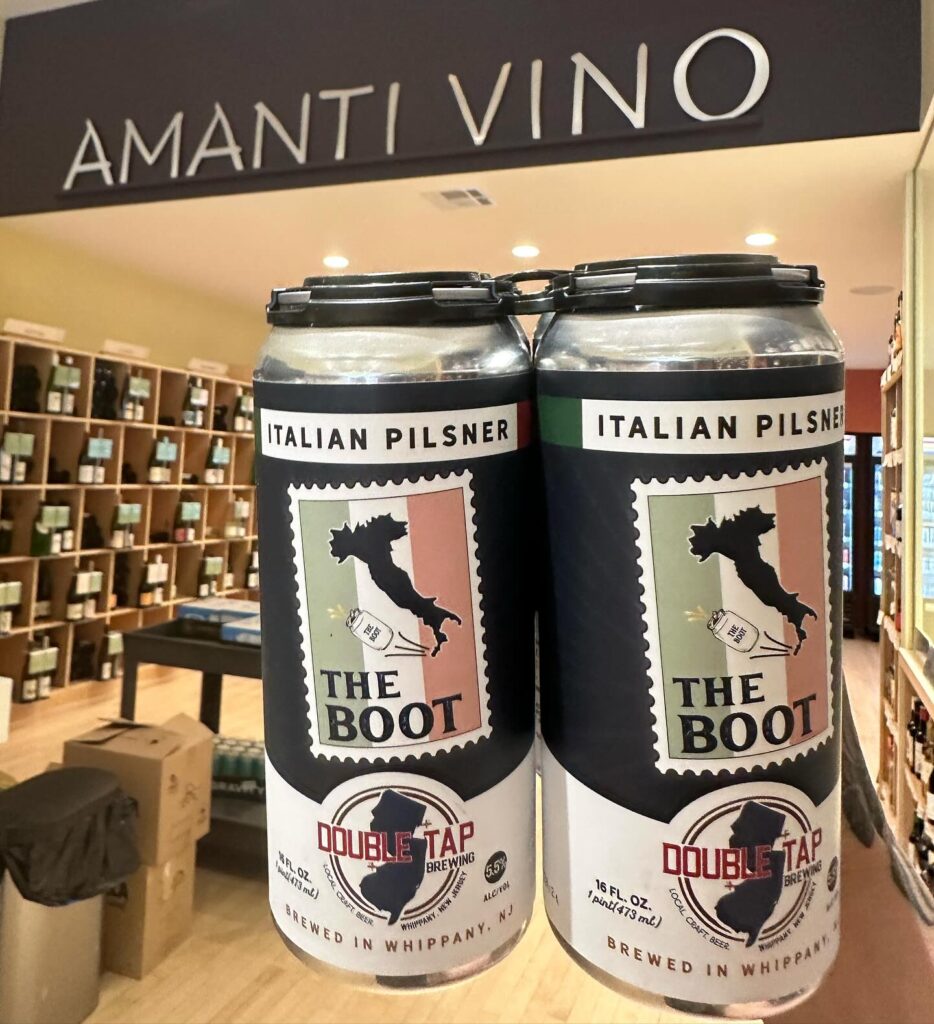 AMANTI VINO
ITALIAN PILSNER
THE
BOOT
THE
BOOT
DOUBLE TAP
BREWING
LOCAL CRAFT BEER
WHIPPANY, NEW JERSEY
16 FL. OZ.
1 pint(473 ml)
5.5%
ALC/VOL
BREWED IN WHIPPANY, NJ
ITALIAN PILSNER
THE
BOOT
THE
BOOT
DOUBLE TAP
BREWING
LOCAL CRAFT BEER
WHIPPANY, NEW JERSEY
16 FL. OZ.
1 pint(473 ml)
BREWED IN WHIPPANY,